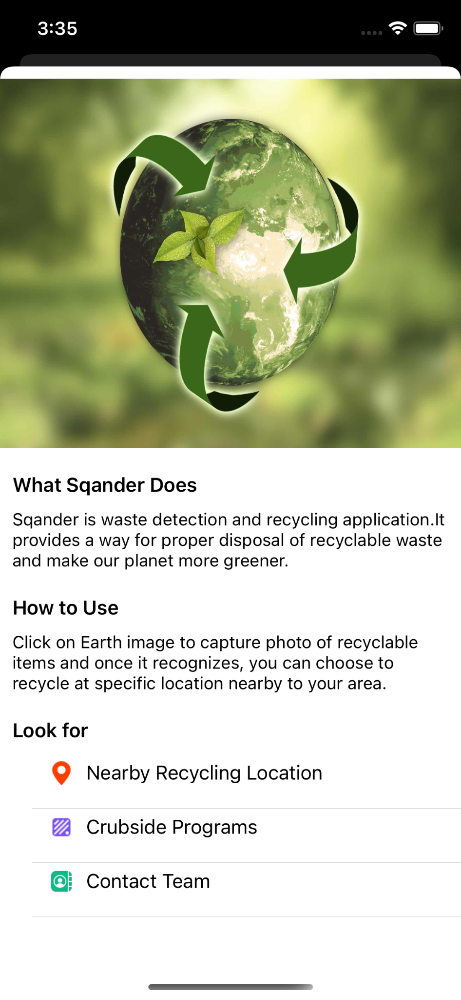 3:35
What Sqander Does
Sqander is waste detection and recycling application.It
provides a way for proper disposal of recyclable waste
and make our planet more greener.
How to Use
Click on Earth image to capture photo of recyclable
items and once it recognizes, you can choose to
recycle at specific location nearby to your area.
Look for
Nearby Recycling Location
Crubside Programs
Contact Team